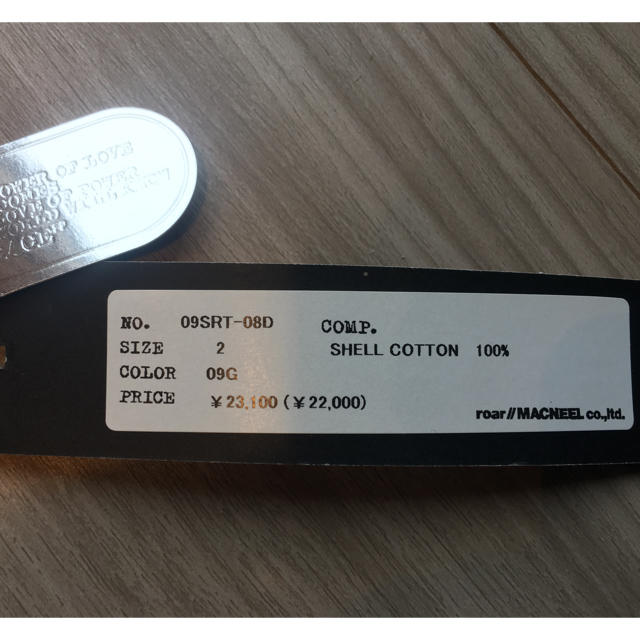 OF LOVE
POWER
NO. 09SRT-08D
SIZE 2
COLOR 09G
PRICE ¥23,100 (¥22,000)
COMP.
SHELL COTTON 100%
roar//MACNEEL co.,ltd.